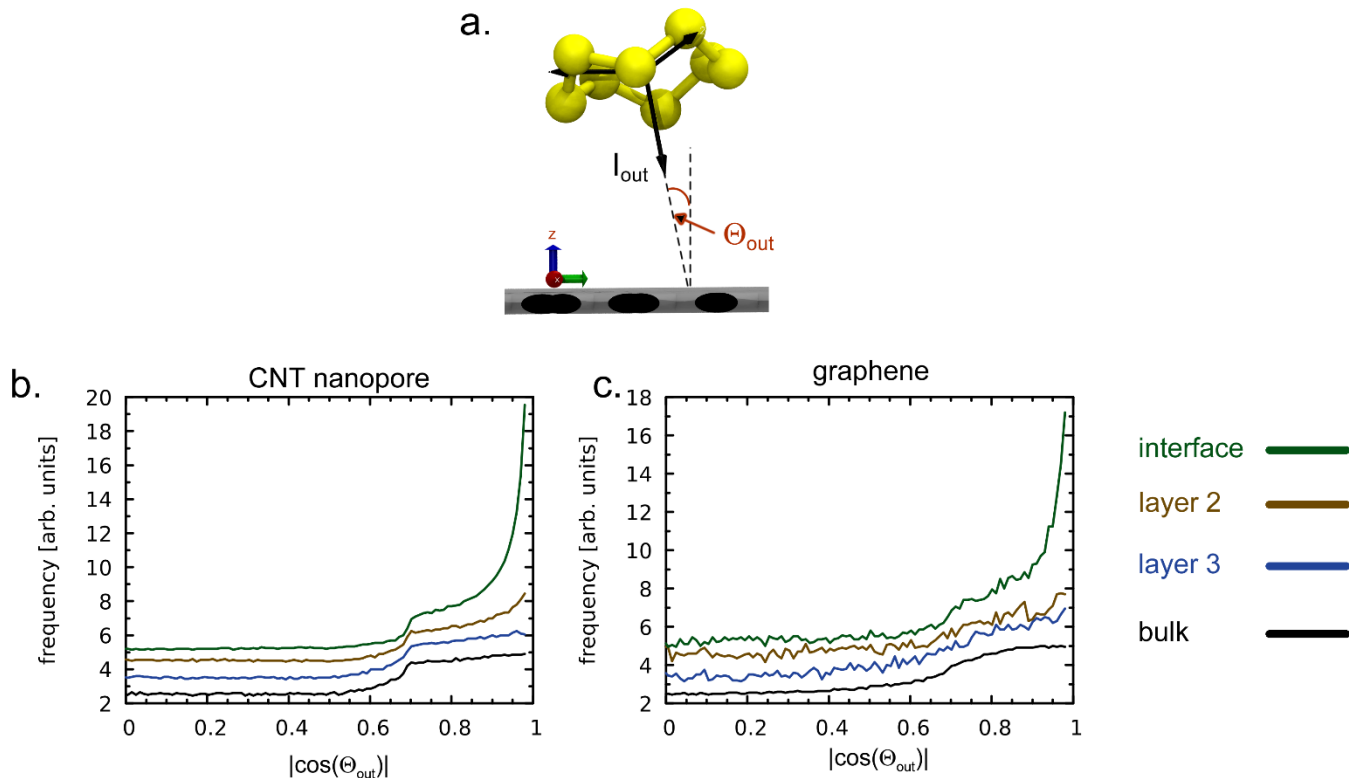 a.
I_out
Θ_out
z
x
b.
CNT nanopore
frequency [arb. units]
20
18
16
14
12
10
8
6
4
2
0 0.2 0.4 0.6 0.8 1
|cos(Θ_out)|
c.
graphene
frequency [arb. units]
18
16
14
12
10
8
6
4
2
0 0.2 0.4 0.6 0.8 1
|cos(Θ_out)|
interface
layer 2
layer 3
bulk